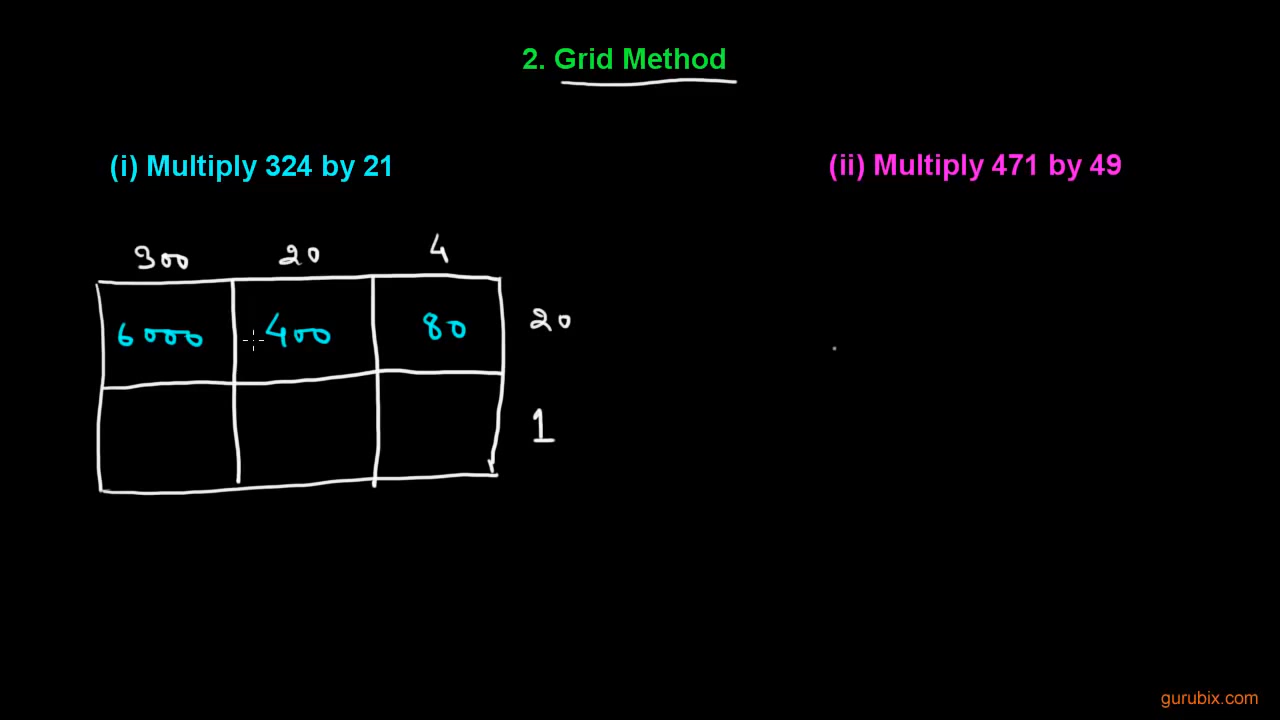 2. Grid Method
(i) Multiply 324 by 21
(ii) Multiply 471 by 49
300 20 4
6000 400 80 20
1
gurubix.com